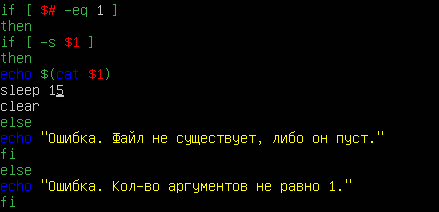 if [ $# -eq 1 ]
then
if [ -s $1 ]
then
echo $(cat $1)
sleep 15
clear
else
echo "Ошибка. Файл не существует, либо он пуст."
fi
else
echo "Ошибка. Кол-во аргументов не равно 1."
fi